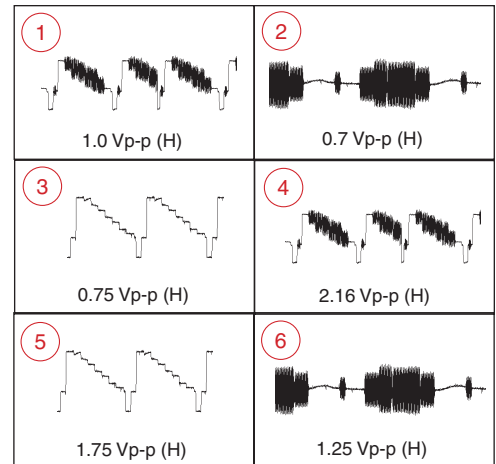 1
1.0 Vp-p (H)
2
0.7 Vp-p (H)
3
0.75 Vp-p (H)
4
2.16 Vp-p (H)
5
1.75 Vp-p (H)
6
1.25 Vp-p (H)